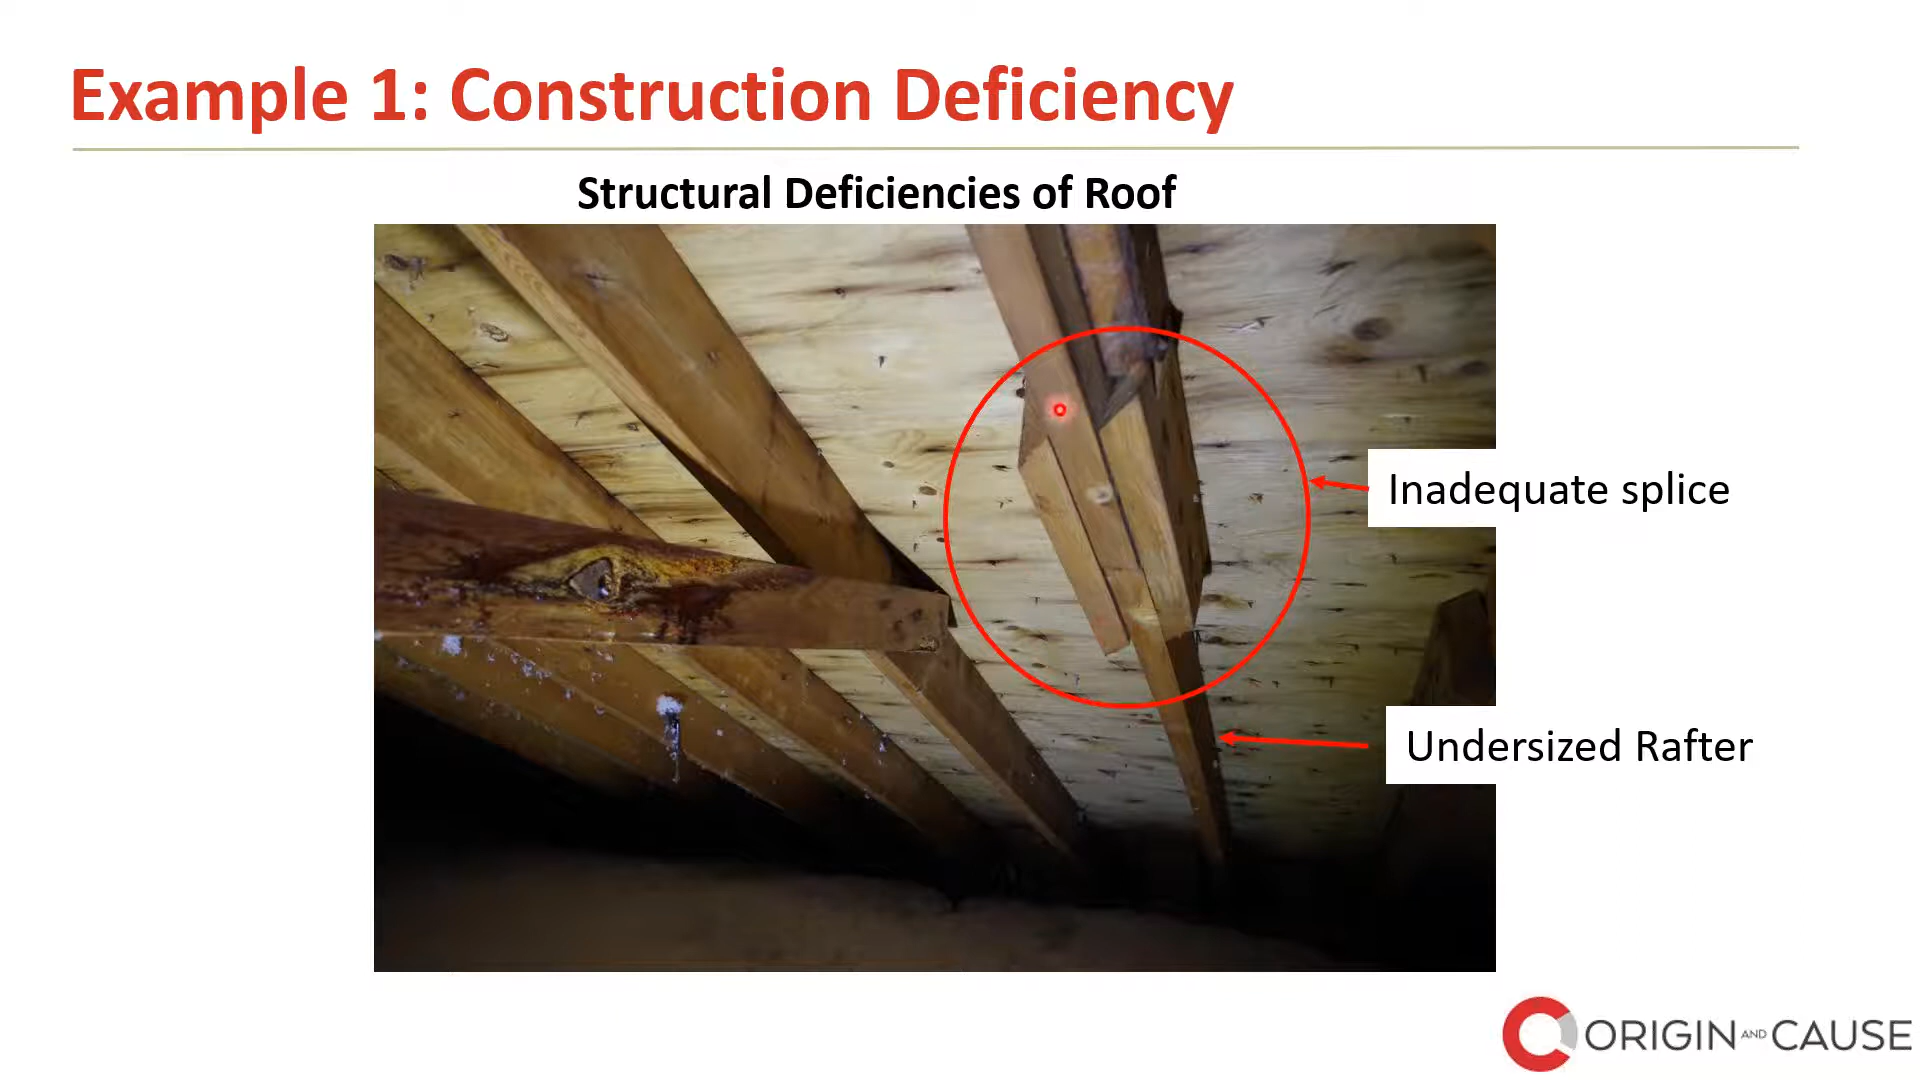 Example 1: Construction Deficiency
Structural Deficiencies of Roof
Inadequate splice
Undersized Rafter
ORIGIN AND CAUSE